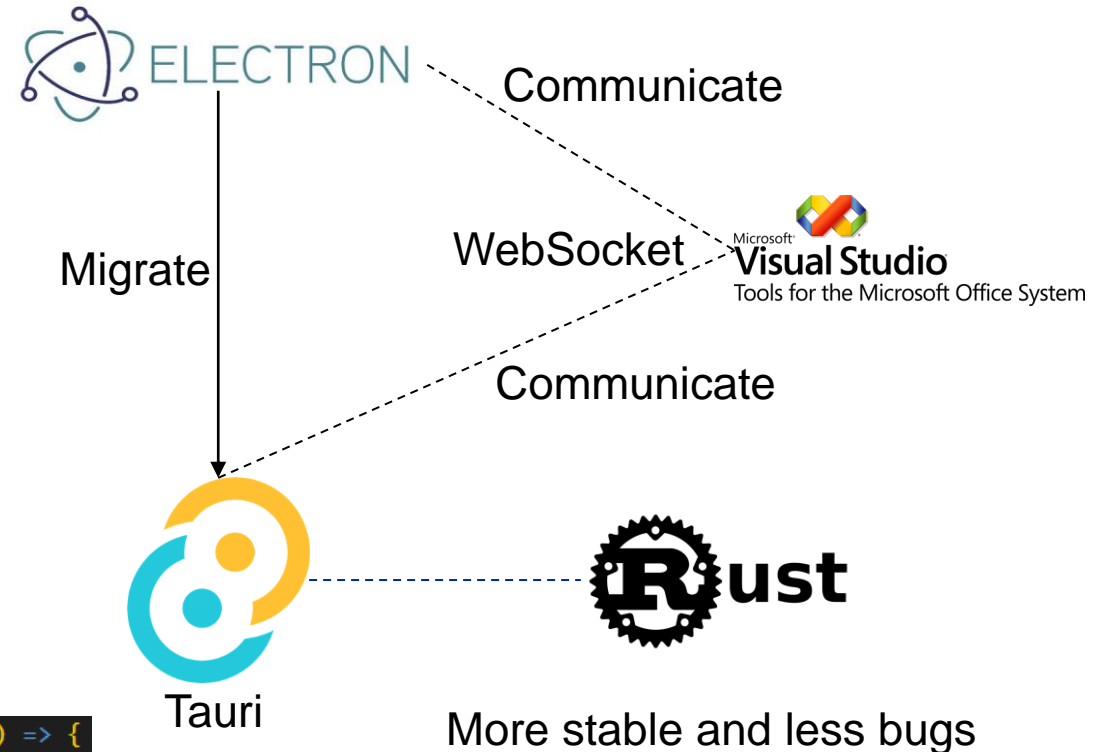 ELECTRON
Communicate
Migrate
WebSocket
Microsoft
Visual Studio
Tools for the Microsoft Office System
Communicate
Rust
Tauri
) => {
More stable and less bugs